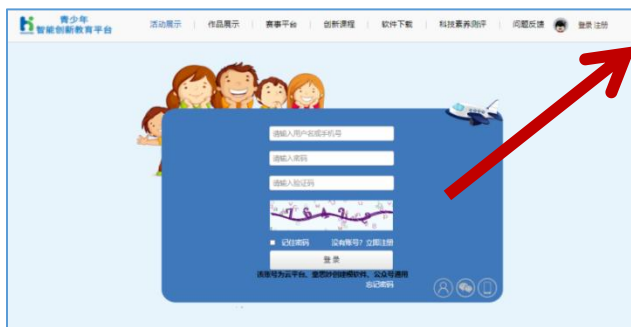 青少年
智能创新教育平台
活动展示 作品展示 赛事平台 创新课程 软件下载 科技素养测评 问题反馈 登录 注册
请输入用户名或手机号
请输入密码
请输入验证码
记住密码 没有账号? 立即注册
登 录
忘记密码